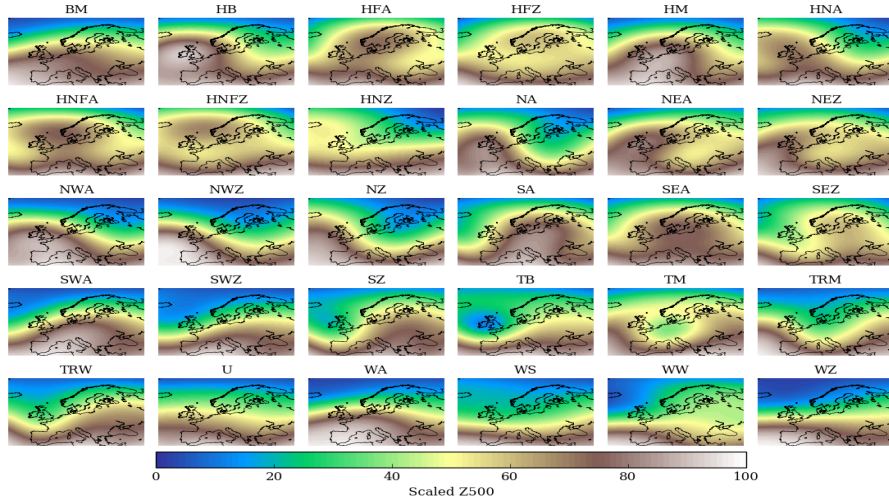 BM HB HFA HFZ HM HNA
HNFA HNFZ HNZ NA NEA NEZ
NWA NWZ NZ SA SEA SEZ
SWA SWZ SZ TB TM TRM
TRW U WA WS WW WZ
0 20 40 60 80 100
Scaled Z500